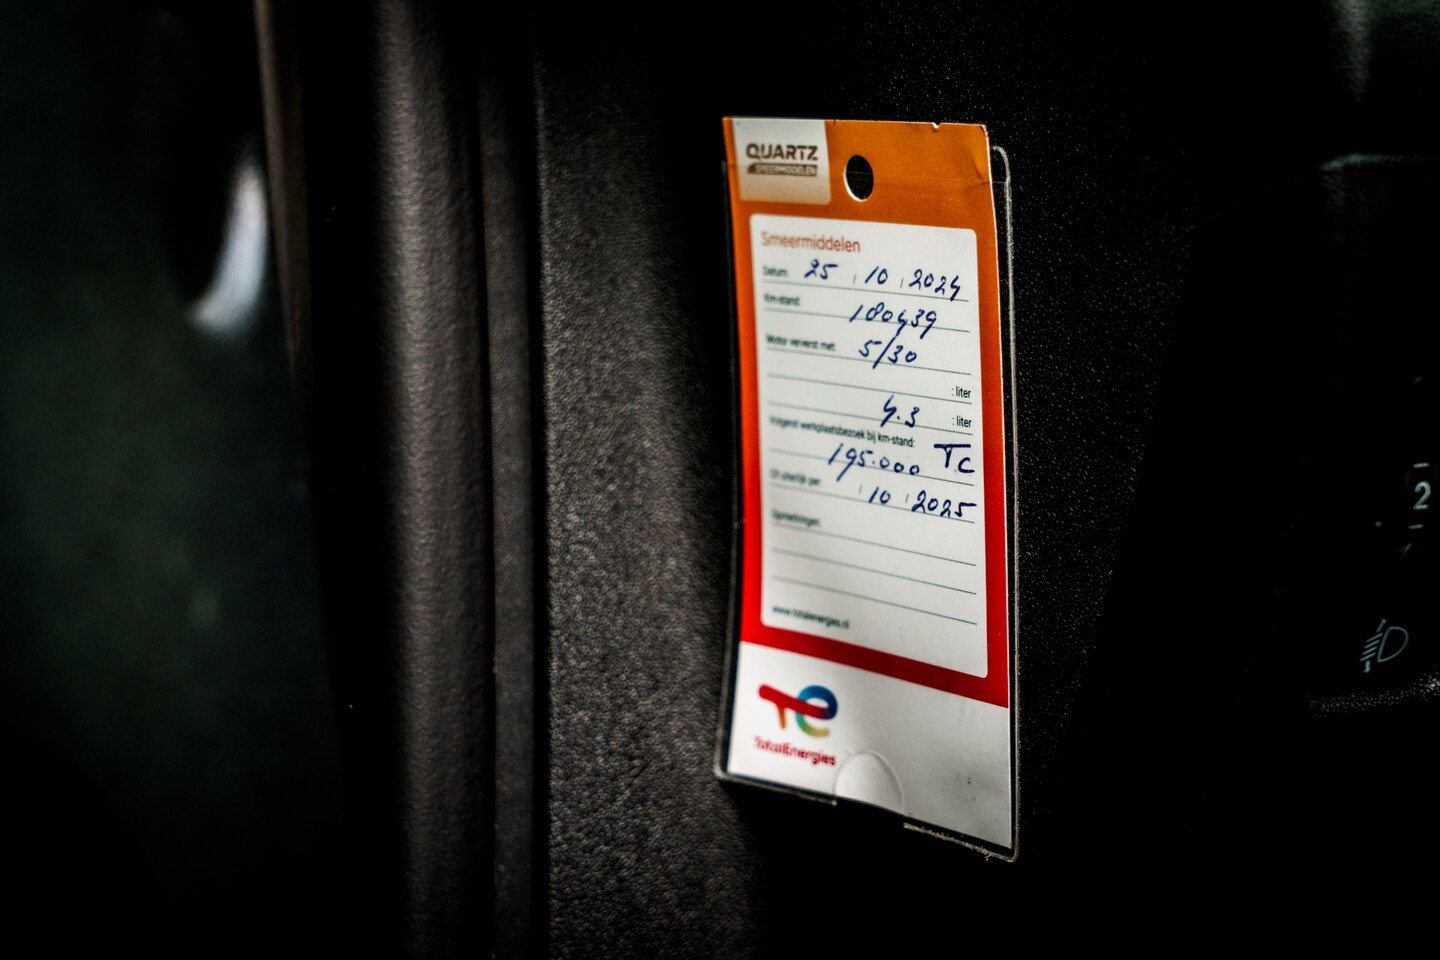 QUARTZ
SMEERMIDDELEN
Smeermiddelen
Datum: 25 10 2024
Km-stand: 180439
Motor ververst met: 5/30
: liter
4.3 : liter
Volgend werkplaatsbezoek bij km-stand:
195.000 TC
Of uiterlijk per: 10 2025
Opmerkingen:
www.totalenergies.nl
TotalEnergies
2